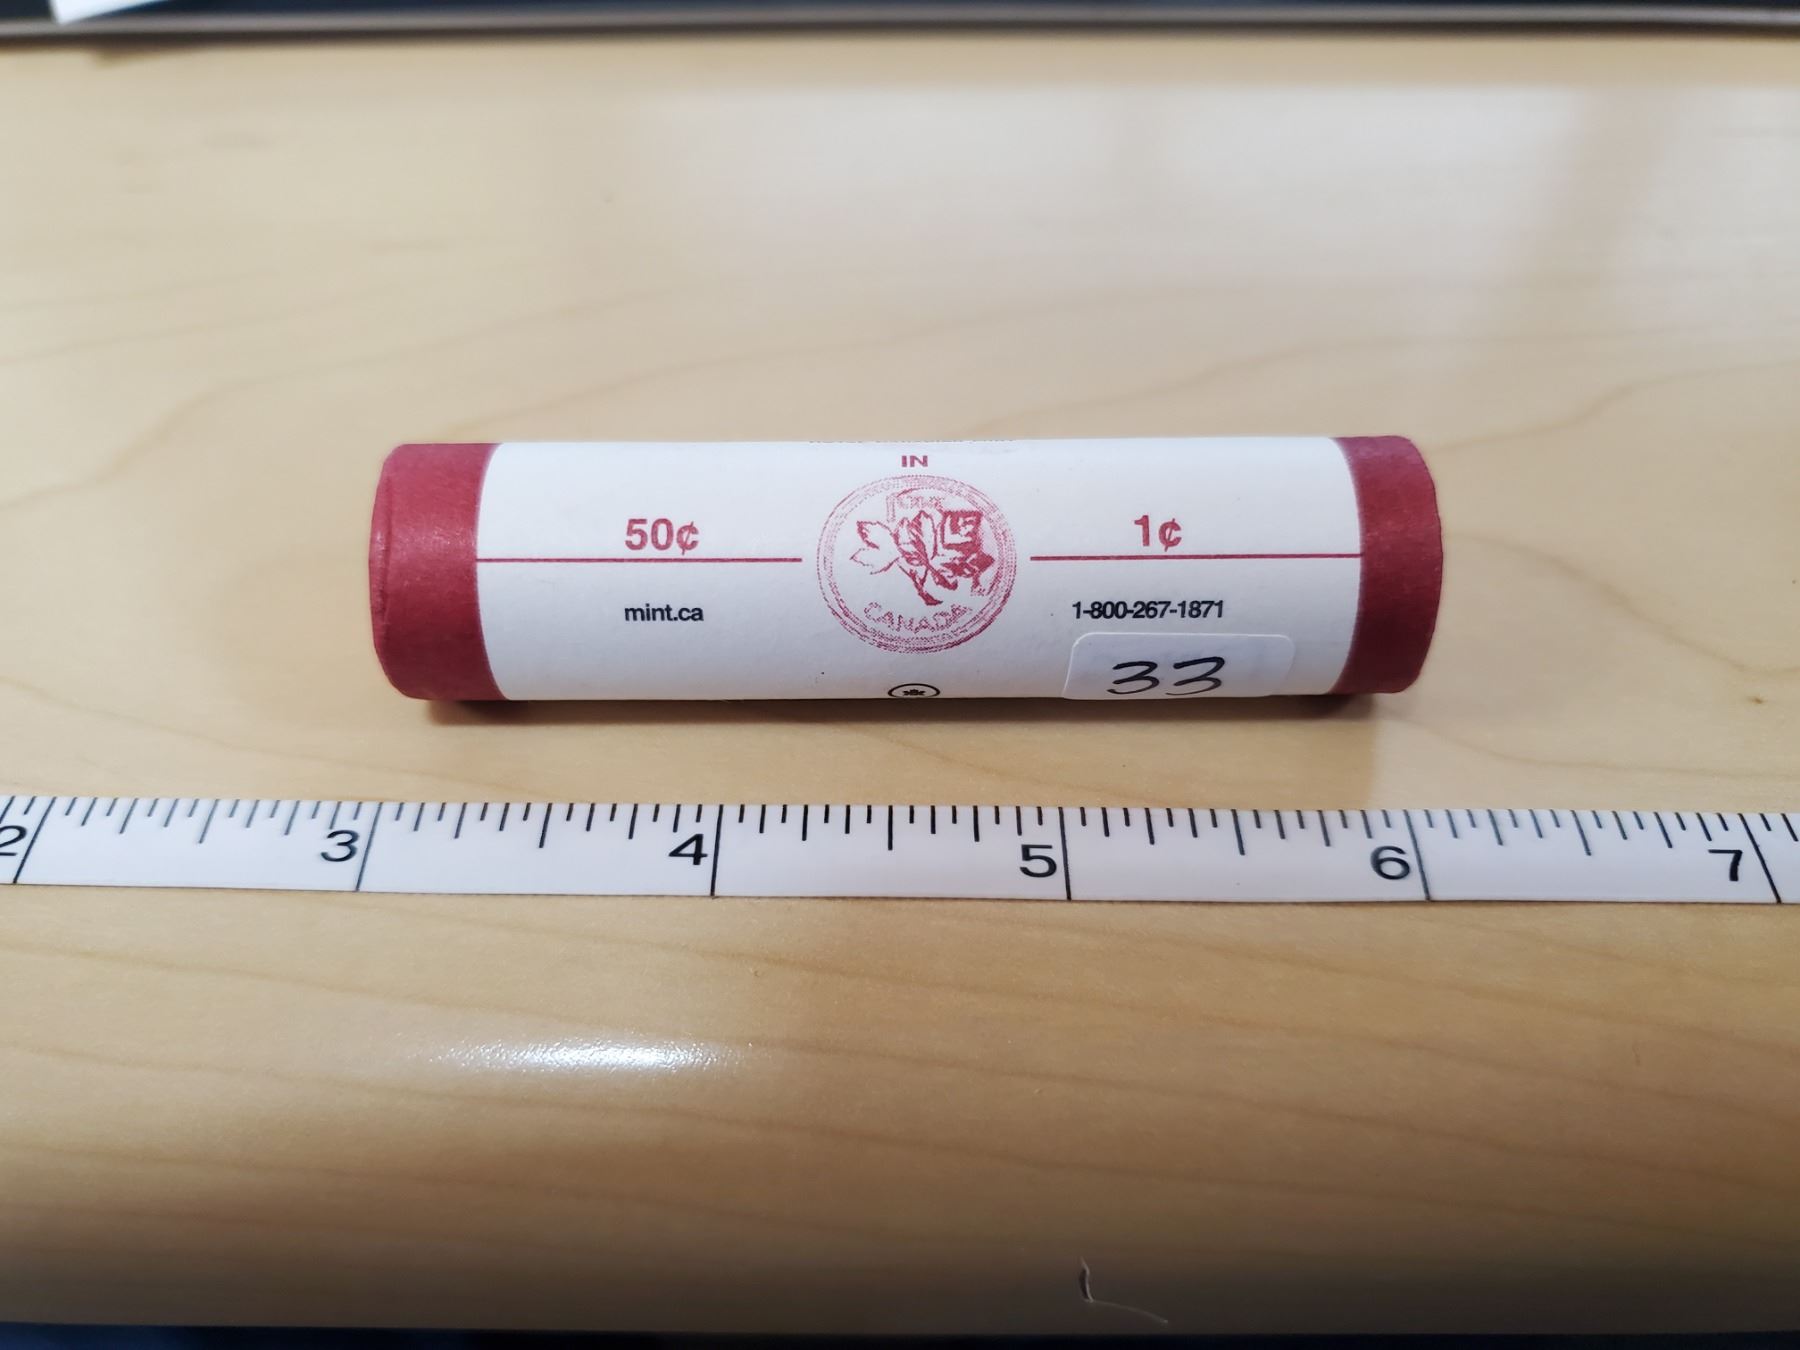 IN
50¢
1¢
mint.ca
1-800-267-1871
CANADA
33
2 3 4 5 6 7